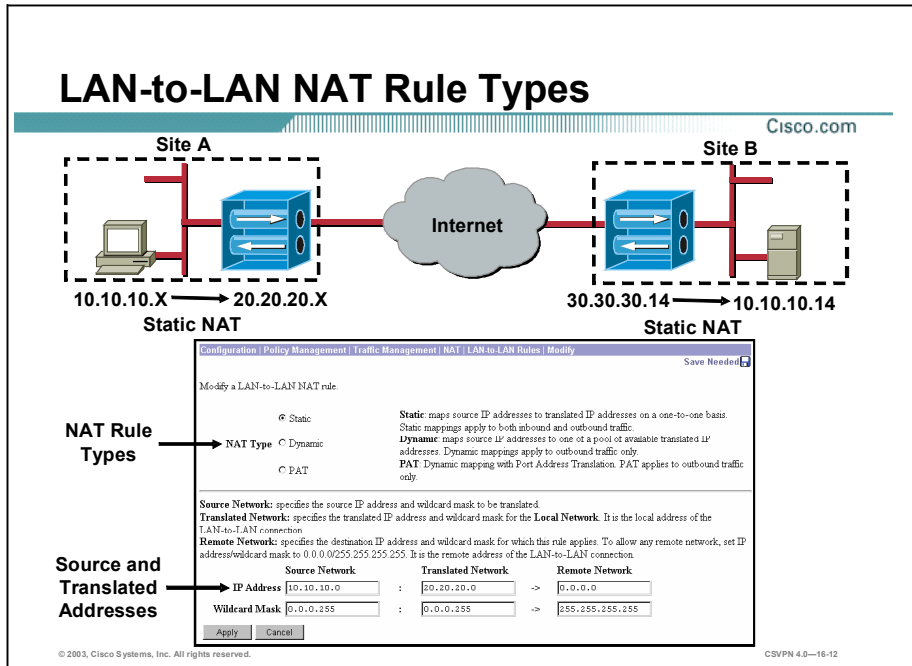 LAN-to-LAN NAT Rule Types
Cisco.com
Site A
Site B
Internet
10.10.10.X
20.20.20.X
30.30.30.14
10.10.10.14
Static NAT
Static NAT
Configuration | Policy Management | Traffic Management | NAT | LAN-to-LAN Rules | Modify
Save Needed
Modify a LAN-to-LAN NAT rule.
NAT Rule
Types
NAT Type
Static
Dynamic
PAT
Static: maps source IP addresses to translated IP addresses on a one-to-one basis.
Static mappings apply to both inbound and outbound traffic.
Dynamic: maps source IP addresses to one of a pool of available translated IP
addresses. Dynamic mappings apply to outbound traffic only.
PAT: Dynamic mapping with Port Address Translation. PAT applies to outbound traffic
only.
Source Network: specifies the source IP address and wildcard mask to be translated.
Translated Network: specifies the translated IP address and wildcard mask for the Local Network. It is the local address of the
LAN-to-LAN connection
Remote Network: specifies the destination IP address and wildcard mask for which this rule applies. To allow any remote network, set IP
address/wildcard mask to 0.0.0.0/255.255.255.255. It is the remote address of the LAN-to-LAN connection.
Source and
Translated
Addresses
Source Network Translated Network Remote Network
IP Address 10.10.10.0 : 20.20.20.0 -> 0.0.0.0
Wildcard Mask 0.0.0.255 : 0.0.0.255 -> 255.255.255.255
Apply Cancel
© 2003, Cisco Systems, Inc. All rights reserved.
CSVPN 4.0—16-12